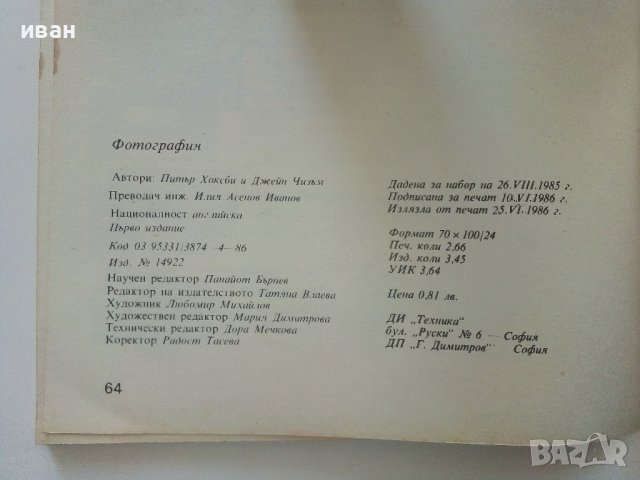 иван
Фотография
Автори: Питър Хоксби и Джейн Чизъм
Преводач инж. Илия Асенов Иванов
Националност английска
Първо издание
Код 03 95331/3874—4—86
Изд. № 14922
Научен редактор Панайот Бърнев
Редактор на издателството Татяна Влаева
Художник Любомир Михайлов
Художествен редактор Мария Димитрова
Технически редактор Дора Мечкова
Коректор Радост Тасева
Дадена за набор на 26.VIII.1985 г.
Подписана за печат 10.VI.1986 г.
Излязла от печат 25.VI.1986 г.
Формат 70 × 100/24
Печ. коли 2,66
Изд. коли 3,45
УИК 3,64
Цена 0,81 лв.
ДИ „Техника“
бул. „Руски“ № 6 — София
ДП „Г. Димитров“ — София
64
BAZAR